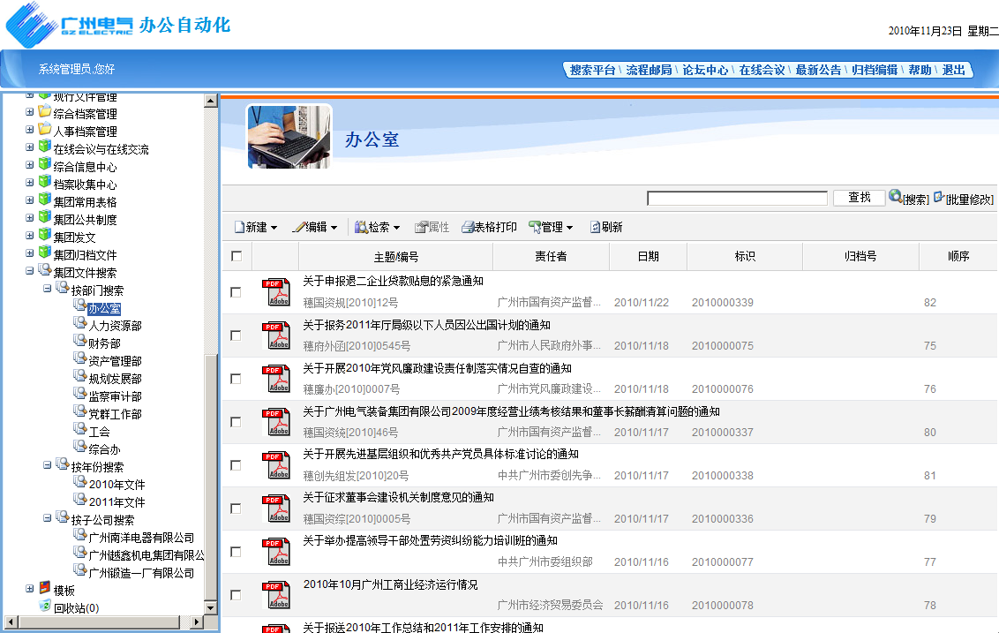 广州电气 办公自动化
GZ ELECTRIC
2010年11月23日 星期二
系统管理员,您好
搜索平台\流程邮局\论坛中心\在线会议\最新公告\归档编辑\帮助\退出
现行文件管理
综合档案管理
人事档案管理
在线会议与在线交流
综合信息中心
档案收集中心
集团常用表格
集团公共制度
集团发文
集团归档文件
集团文件搜索
按部门搜索
办公室
人力资源部
财务部
资产管理部
规划发展部
监察审计部
党群工作部
工会
综合办
按年份搜索
2010年文件
2011年文件
按子公司搜索
广州南洋电器有限公司
广州越鑫机电集团有限公
广州锻造一厂有限公司
模板
回收站(0)
办公室
查找 [搜索] [批量修改]
新建 编辑 检索 属性 表格打印 管理 刷新
主题/编号 责任者 日期 标识 归档号 顺序
PDF Adobe
关于申报退二企业贷款贴息的紧急通知
穗国资规[2010]12号 广州市国有资产监督... 2010/11/22 2010000339 82
PDF Adobe
关于报务2011年厅局级以下人员因公出国计划的通知
穗府外函[2010]0545号 广州市人民政府外事... 2010/11/18 2010000075 75
PDF Adobe
关于开展2010年党风廉政建设责任制落实情况自查的通知
穗廉办[2010]0007号 广州市党风廉政建设... 2010/11/18 2010000076 76
PDF Adobe
关于广州电气装备集团有限公司2009年度经营业绩考核结果和董事长薪酬清算问题的通知
穗国资统[2010]46号 广州市国有资产监督... 2010/11/17 2010000337 80
PDF Adobe
关于开展先进基层组织和优秀共产党员具体标准讨论的通知
穗创先组发[2010]20号 中共广州市委创先争... 2010/11/17 2010000338 81
PDF Adobe
关于征求董事会建设机关制度意见的通知
穗国资综[2010]0005号 广州市国有资产监督... 2010/11/17 2010000336 79
PDF Adobe
关于举办提高领导干部处置劳资纠纷能力培训班的通知
中共广州市委组织部 2010/11/16 2010000077 77
PDF Adobe
2010年10月广州工商业经济运行情况
广州市经济贸易委员会 2010/11/16 2010000078 78
PDF
关于报送2010年工作总结和2011年工作安排的通知